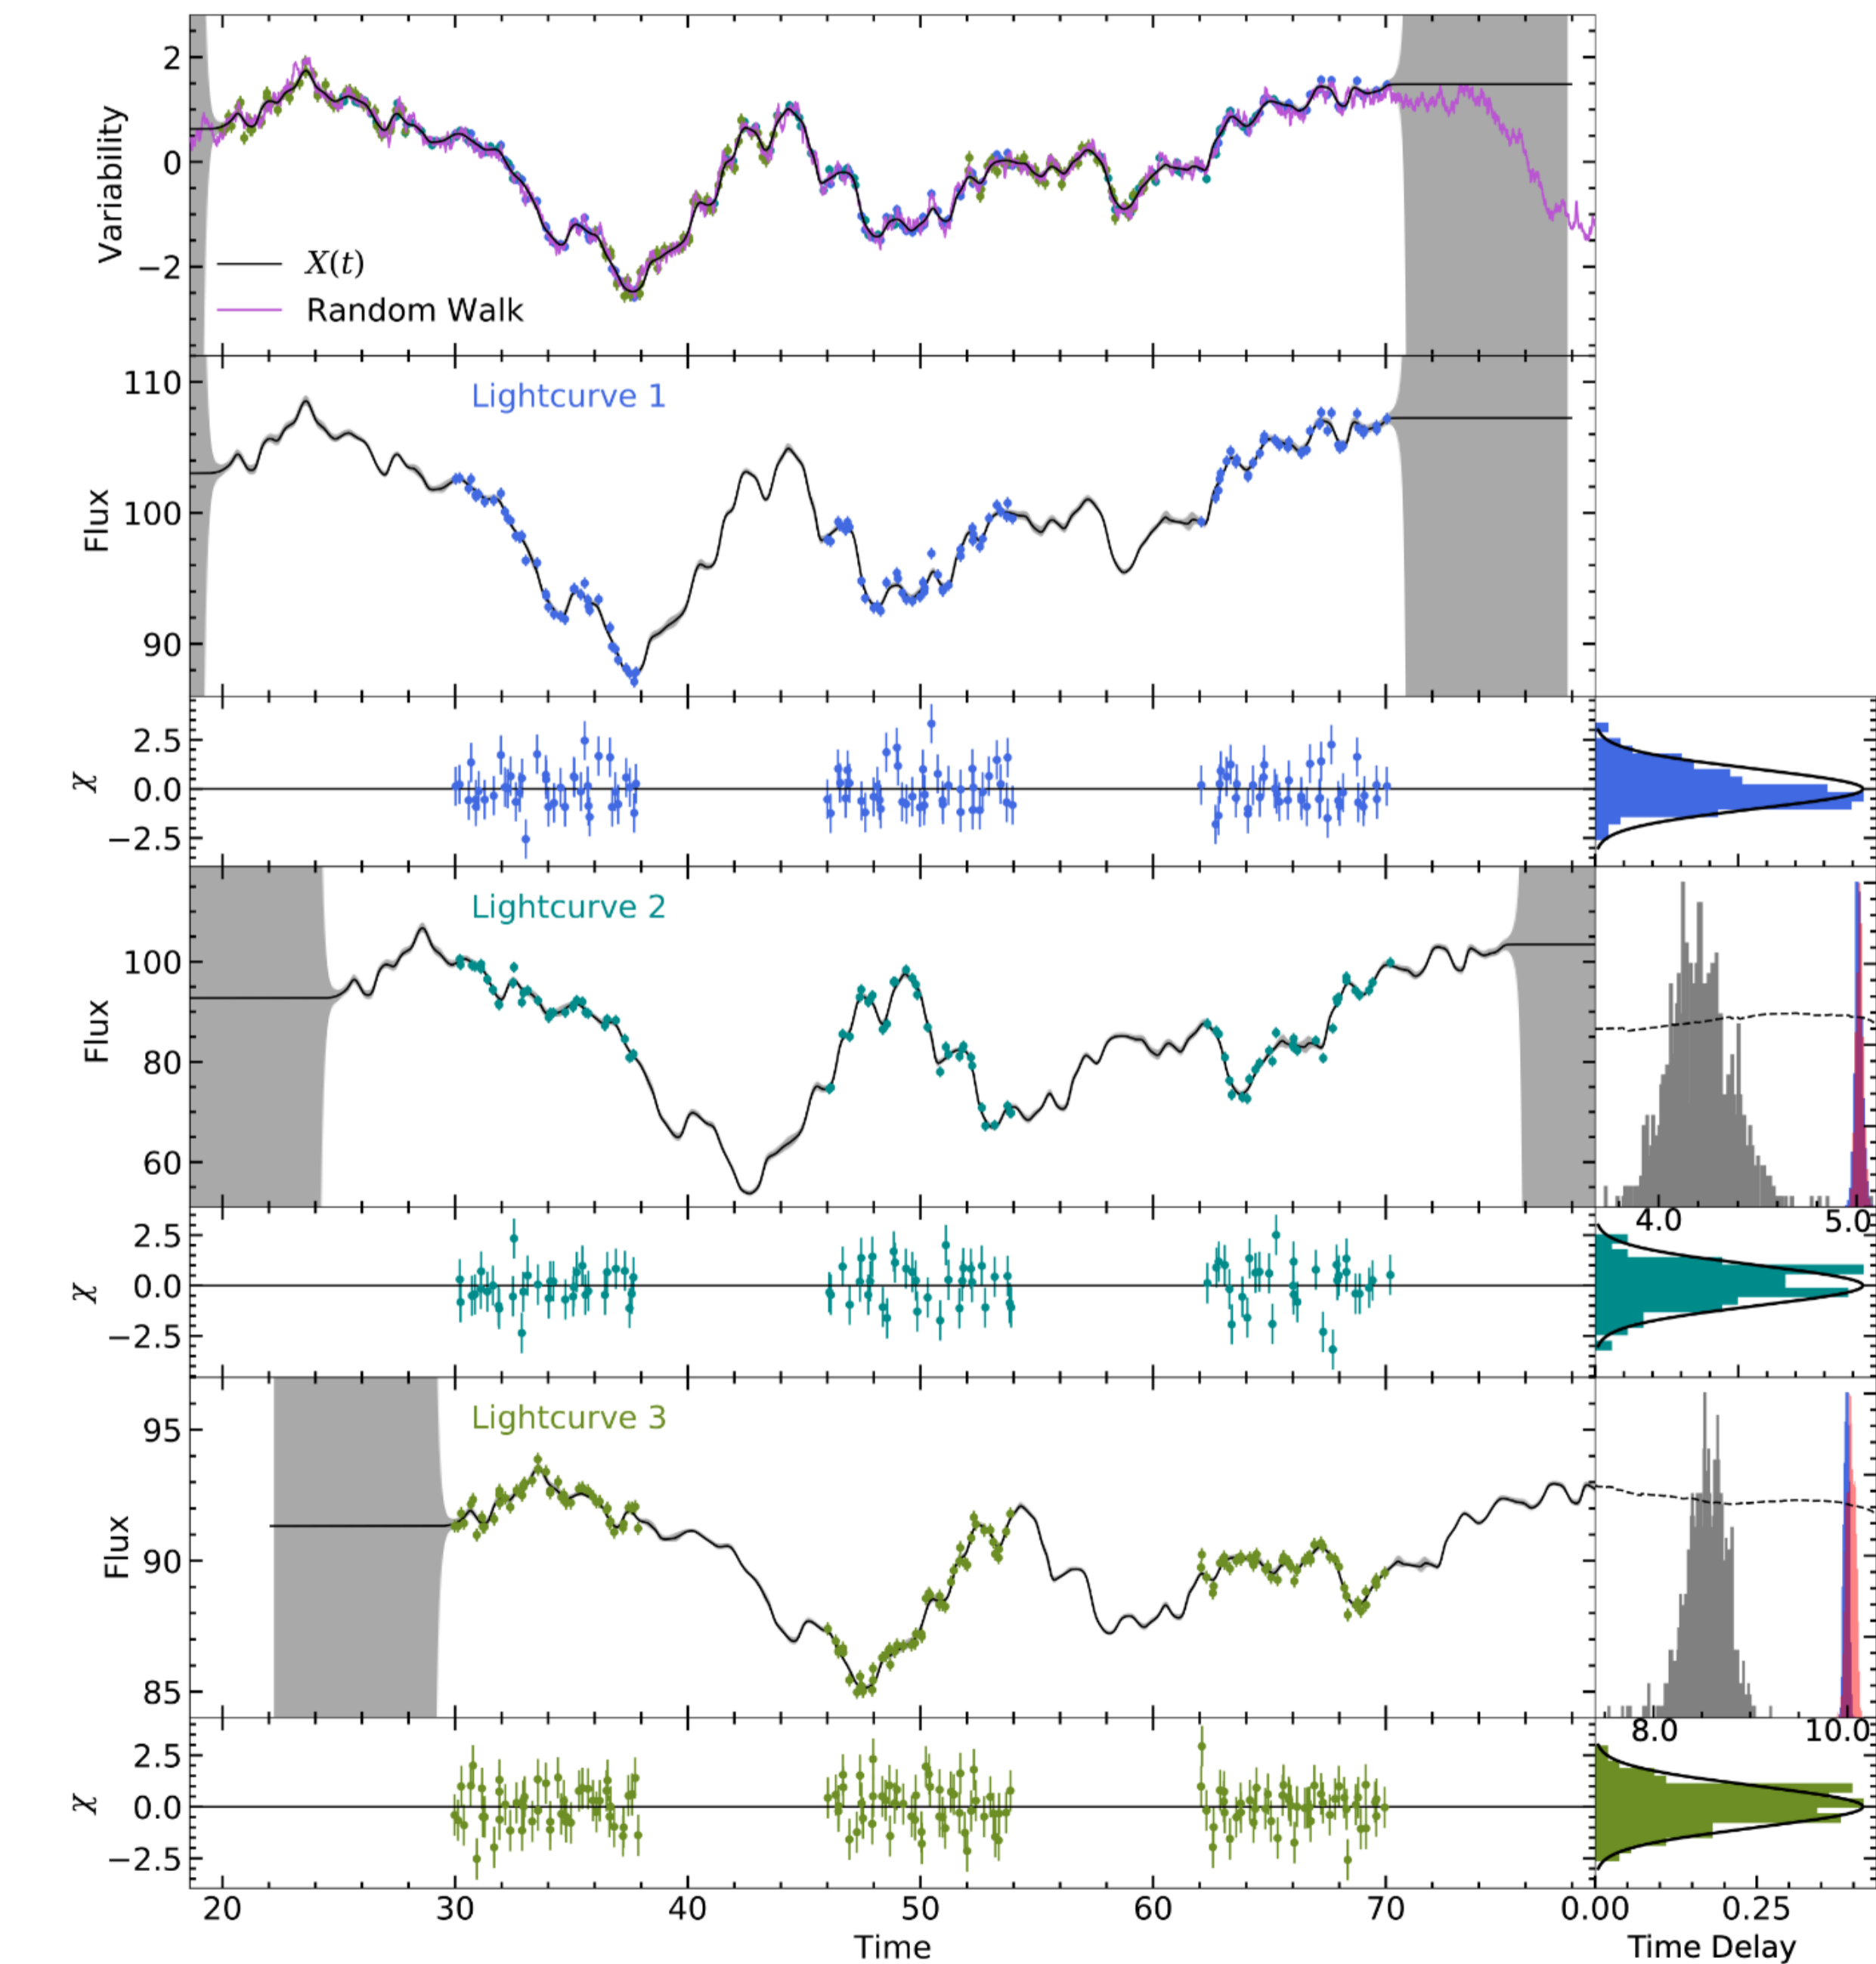 2
0
−2
Variability
X(t)
Random Walk
110
100
90
Flux
Lightcurve 1
2.5
0.0
−2.5
χ
100
80
60
Flux
Lightcurve 2
4.0 5.0
2.5
0.0
−2.5
χ
95
90
85
Flux
Lightcurve 3
8.0 10.0
2.5
0.0
−2.5
χ
20 30 40 50 60 70 0.00 0.25
Time Time Delay